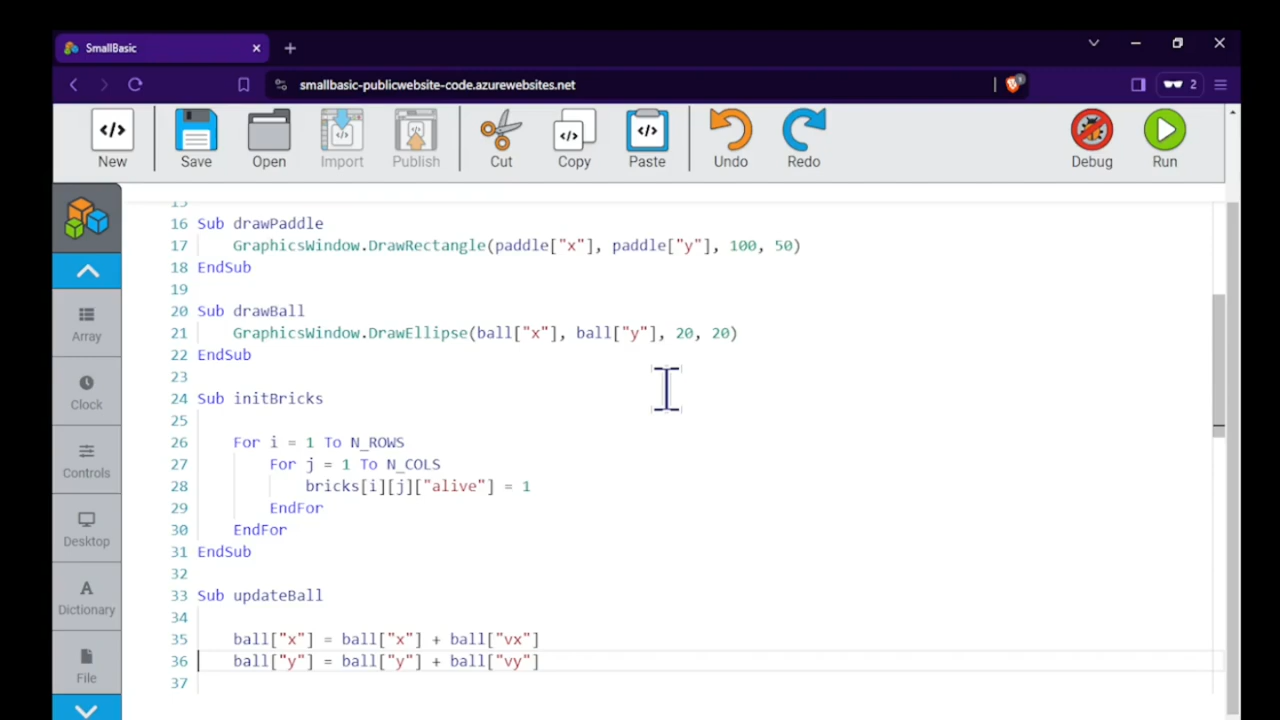 SmallBasic
smallbasic-publicwebsite-code.azurewebsites.net
2
New
Save
Open
Import
Publish
Cut
Copy
Paste
Undo
Redo
Debug
Run
Array
Clock
Controls
Desktop
Dictionary
File
15
16 Sub drawPaddle
17 GraphicsWindow.DrawRectangle(paddle["x"], paddle["y"], 100, 50)
18 EndSub
19
20 Sub drawBall
21 GraphicsWindow.DrawEllipse(ball["x"], ball["y"], 20, 20)
22 EndSub
23
24 Sub initBricks
25
26 For i = 1 To N_ROWS
27 For j = 1 To N_COLS
28 bricks[i][j]["alive"] = 1
29 EndFor
30 EndFor
31 EndSub
32
33 Sub updateBall
34
35 ball["x"] = ball["x"] + ball["vx"]
36 ball["y"] = ball["y"] + ball["vy"]
37